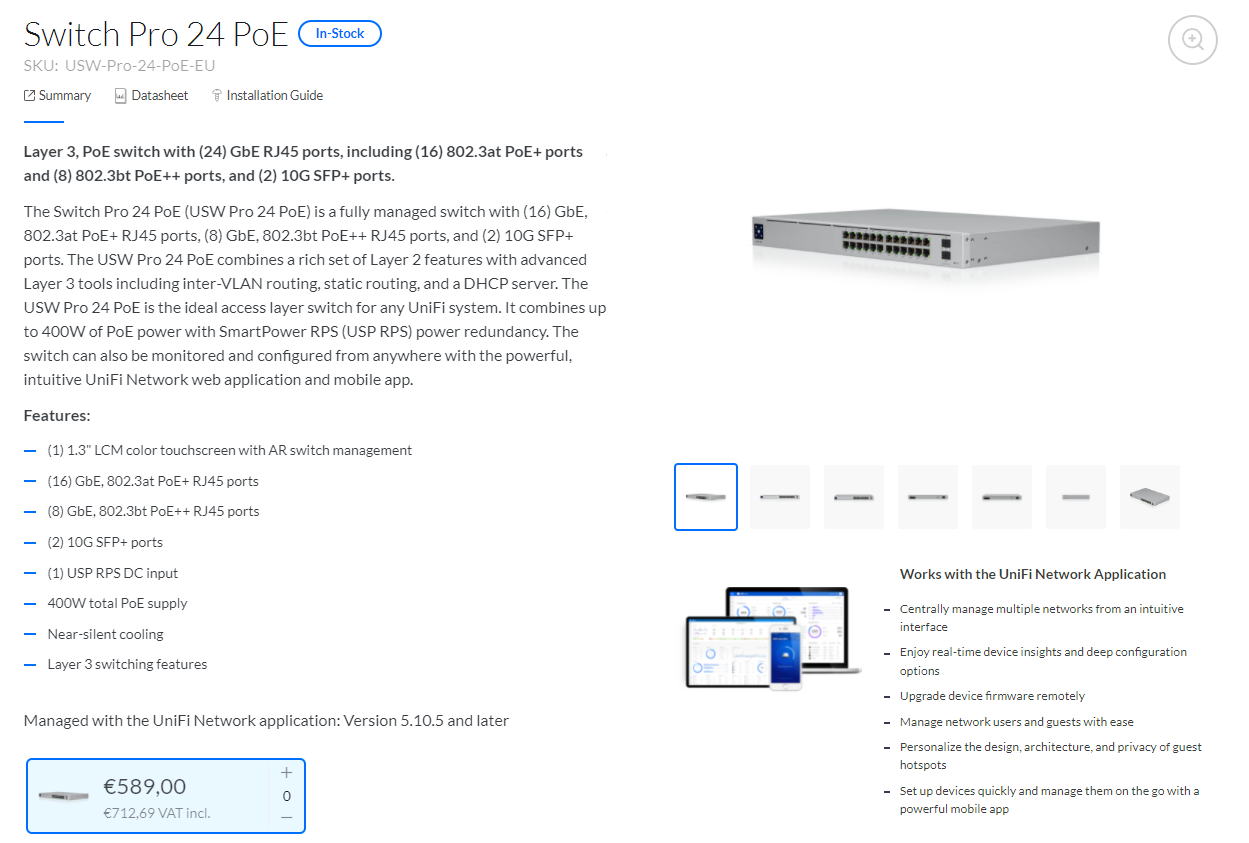 Switch Pro 24 PoE
In-Stock
SKU: USW-Pro-24-PoE-EU
Summary
Datasheet
Installation Guide
Layer 3, PoE switch with (24) GbE RJ45 ports, including (16) 802.3at PoE+ ports
and (8) 802.3bt PoE++ ports, and (2) 10G SFP+ ports.
The Switch Pro 24 PoE (USW Pro 24 PoE) is a fully managed switch with (16) GbE,
802.3at PoE+ RJ45 ports, (8) GbE, 802.3bt PoE++ RJ45 ports, and (2) 10G SFP+
ports. The USW Pro 24 PoE combines a rich set of Layer 2 features with advanced
Layer 3 tools including inter-VLAN routing, static routing, and a DHCP server. The
USW Pro 24 PoE is the ideal access layer switch for any UniFi system. It combines up
to 400W of PoE power with SmartPower RPS (USP RPS) power redundancy. The
switch can also be monitored and configured from anywhere with the powerful,
intuitive UniFi Network web application and mobile app.
Features:
(1) 1.3" LCM color touchscreen with AR switch management
(16) GbE, 802.3at PoE+ RJ45 ports
(8) GbE, 802.3bt PoE++ RJ45 ports
(2) 10G SFP+ ports
(1) USP RPS DC input
400W total PoE supply
Near-silent cooling
Layer 3 switching features
Managed with the UniFi Network application: Version 5.10.5 and later
€589,00
€712,69 VAT incl.
+
0
–
Works with the UniFi Network Application
Centrally manage multiple networks from an intuitive
interface
Enjoy real-time device insights and deep configuration
options
Upgrade device firmware remotely
Manage network users and guests with ease
Personalize the design, architecture, and privacy of guest
hotspots
Set up devices quickly and manage them on the go with a
powerful mobile app